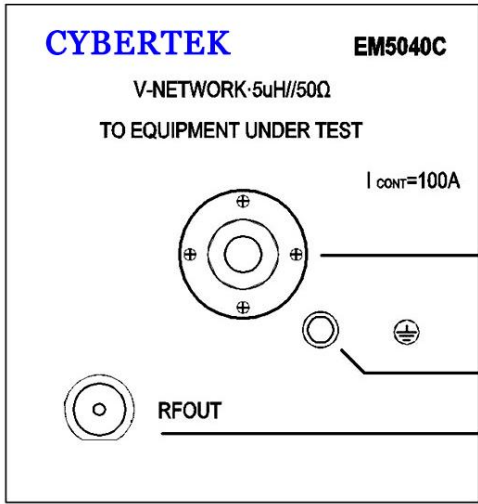 CYBERTEK EM5040C
V-NETWORK·5uH//50Ω
TO EQUIPMENT UNDER TEST
I CONT=100A
RFOUT